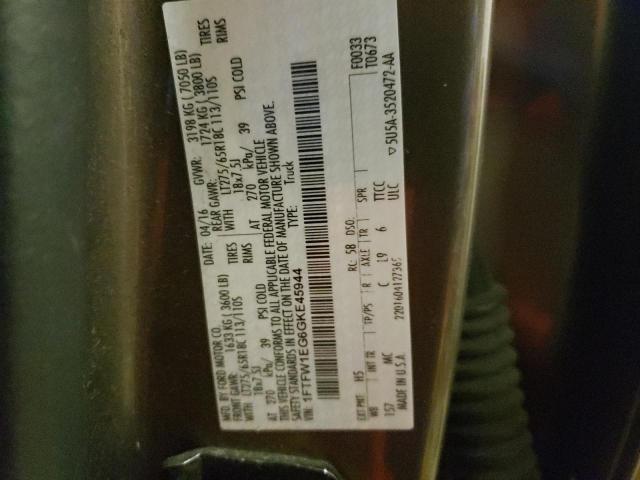 MFD. BY FORD MOTOR CO.
DATE: 04/16 GVWR: 3198 KG ( 7050 LB)
FRONT GAWR: 1633 KG ( 3600 LB) REAR GAWR: 1724 KG ( 3800 LB)
WITH LT275/65R18C 113/110S TIRES WITH LT275/65R18C 113/110S TIRES
18x7.5J RIMS 18x7.5J RIMS
AT 270 kPa/ 39 PSI COLD AT 270 kPa/ 39 PSI COLD
THIS VEHICLE CONFORMS TO ALL APPLICABLE FEDERAL MOTOR VEHICLE
SAFETY STANDARDS IN EFFECT ON THE DATE OF MANUFACTURE SHOWN ABOVE.
VIN: 1FTFW1EG6GKE45944 TYPE: Truck
F0033
T0673
EXT PNT: H5 RC: 58 DSO:
WB INT TR TP/PS R AXLE TR SPR
157 C L9 6 TTCC
MADE IN U.S.A. ULC
▽5U5A-3520472-AA